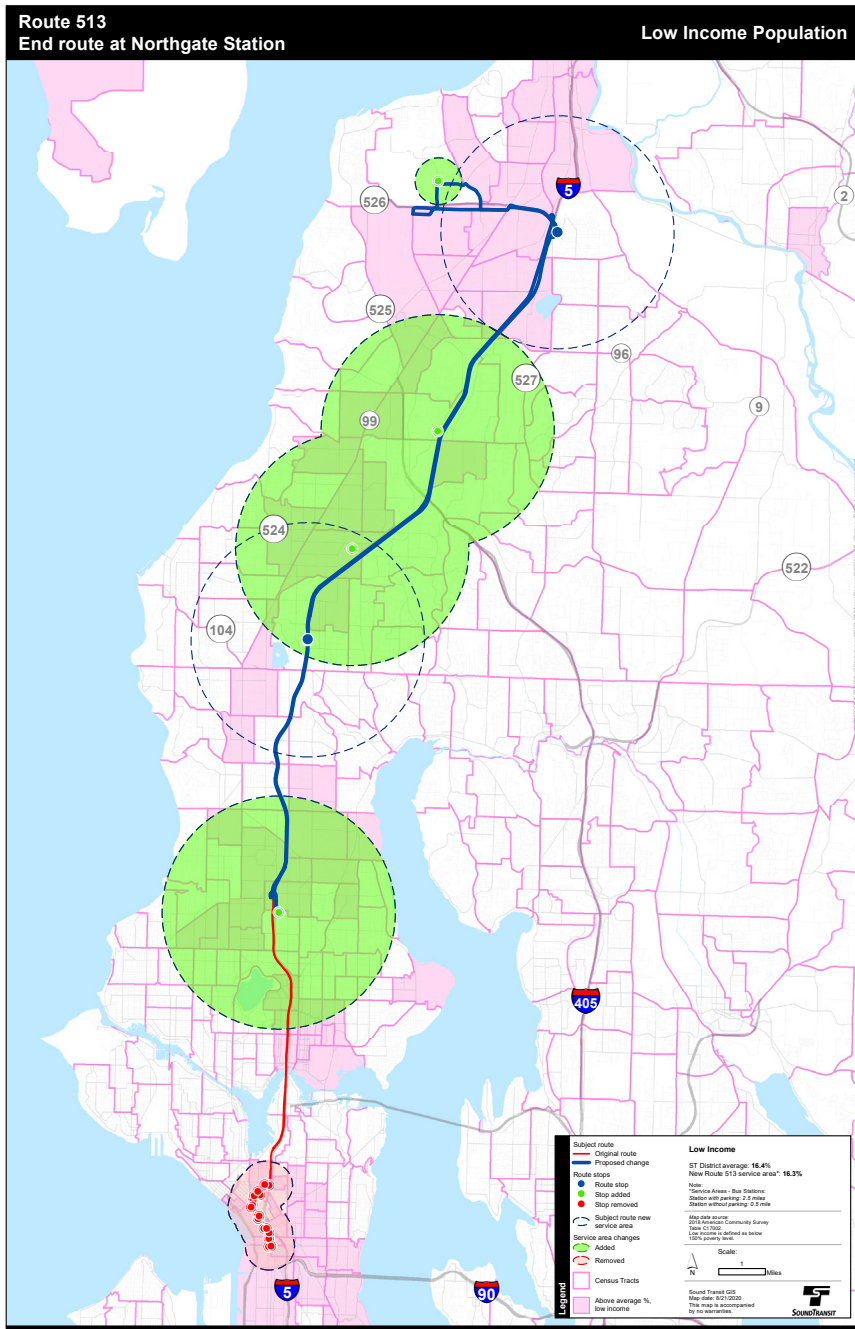 Route 513
End route at Northgate Station
Low Income Population
5
2
526
525
96
527
9
99
524
522
104
405
5
90
Legend
Subject route
Original route
Proposed change
Route stops
Route stop
Stop added
Stop removed
Subject route new
service area
Service area changes
Added
Removed
Census Tracts
Above average %,
low income
Low Income
ST District average: 16.4%
New Route 513 service area*: 16.3%
Note:
*Service Areas - Bus Stations:
Station with parking: 2.5 miles
Station without parking: 0.5 mile
Map data source:
2018 American Community Survey
Table C17002.
Low income is defined as below
150% poverty level.
Scale:
1
Miles
N
Sound Transit GIS
Map date: 8/21/2020
This map is accompanied
by no warranties.
SOUNDTRANSIT